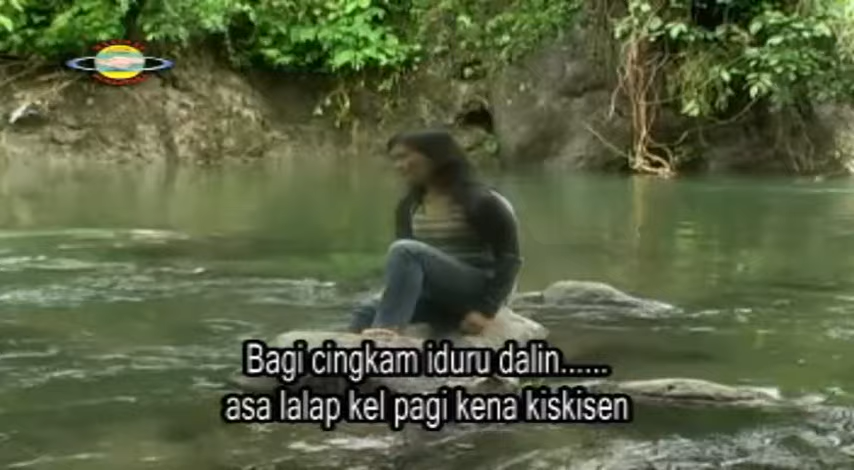 Bagi cingkam iduru dalin......
asa lalap kel pagi kena kiskisen